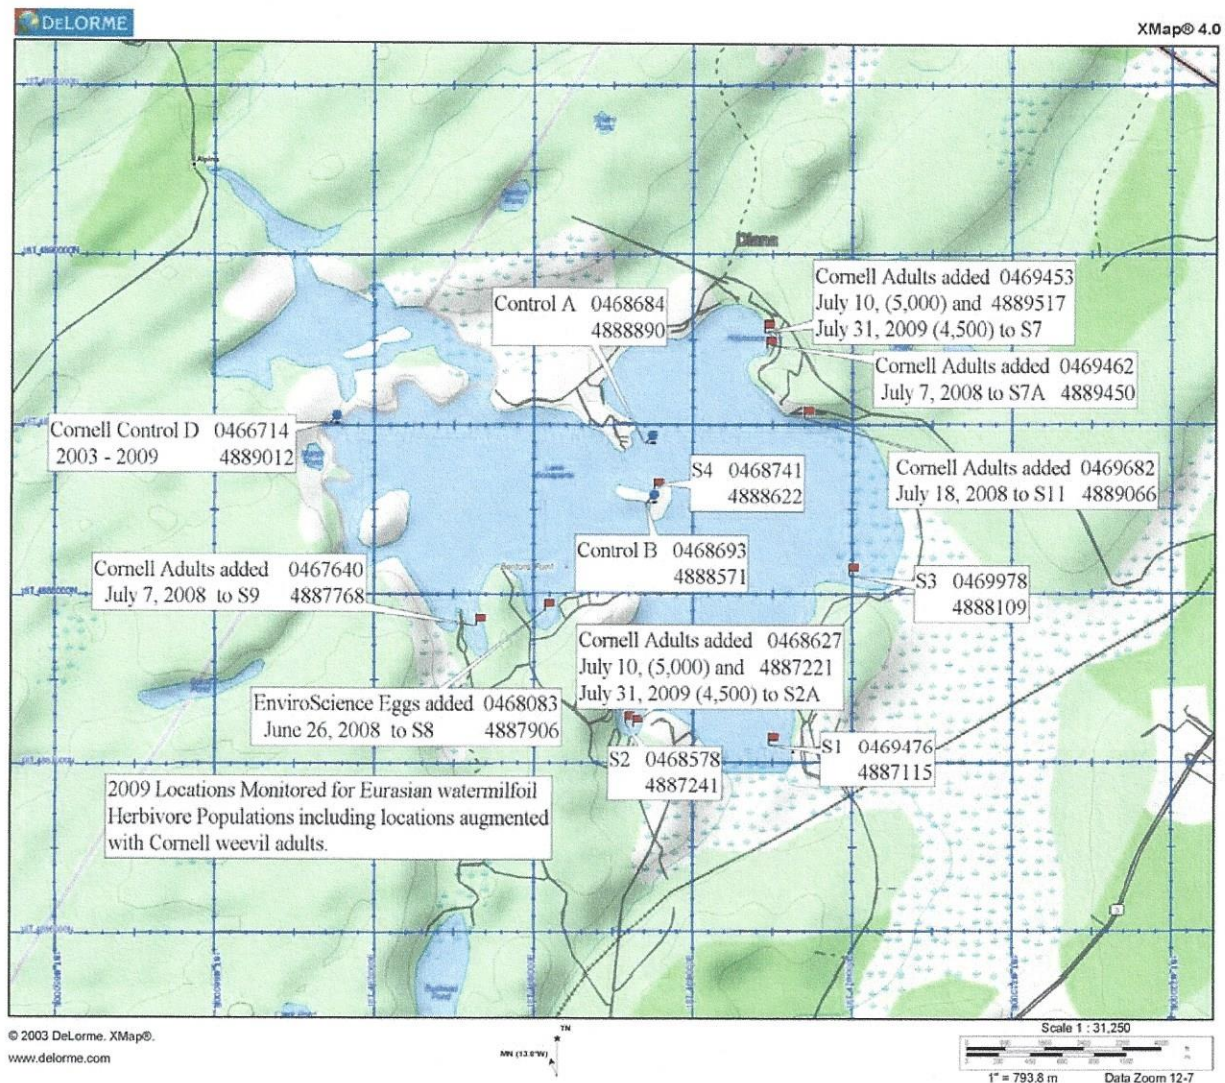 DELORME
XMap® 4.0
Alpina
Diana
Control A 0468684
4888890
Cornell Adults added 0469453
July 10, (5,000) and 4889517
July 31, 2009 (4,500) to S7
Cornell Adults added 0469462
July 7, 2008 to S7A 4889450
Cornell Control D 0466714
2003 - 2009 4889012
S4 0468741
4888622
Cornell Adults added 0469682
July 18, 2008 to S11 4889066
Control B 0468693
4888571
Cornell Adults added 0467640
July 7, 2008 to S9 4887768
S3 0469978
4888109
Cornell Adults added 0468627
July 10, (5,000) and 4887221
July 31, 2009 (4,500) to S2A
EnviroScience Eggs added 0468083
June 26, 2008 to S8 4887906
S1 0469476
4887115
S2 0468578
4887241
2009 Locations Monitored for Eurasian watermilfoil
Herbivore Populations including locations augmented
with Cornell weevil adults.
3
© 2003 DeLorme. XMap®.
www.delorme.com
TN
MN (13.0°W)
Scale 1 : 31,250
1" = 793.8 m Data Zoom 12-7